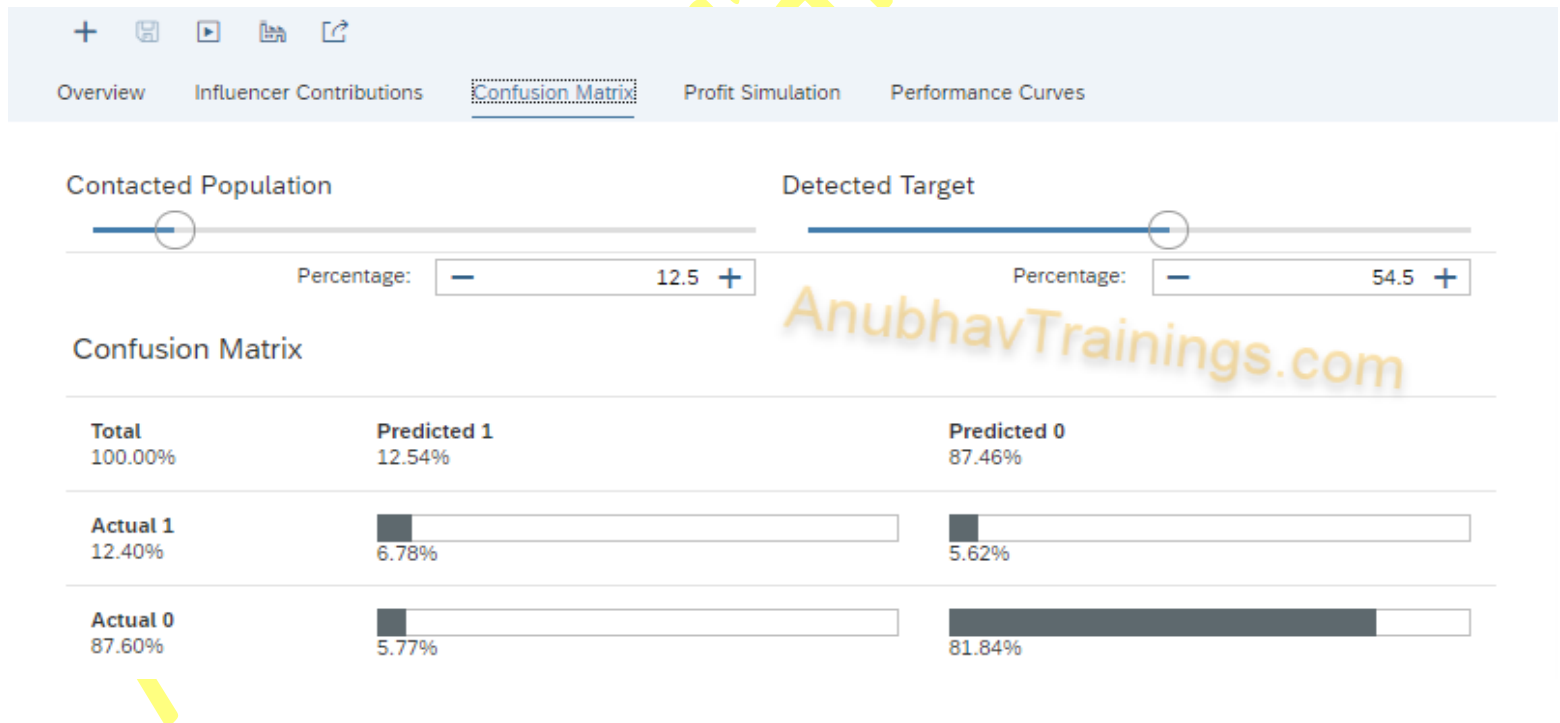 Overview Influencer Contributions Confusion Matrix Profit Simulation Performance Curves
Contacted Population Detected Target
Percentage: 12.5 Percentage: 54.5
AnubhavTrainings.com
Confusion Matrix
Total Predicted 1 Predicted 0
100.00% 12.54% 87.46%
Actual 1
12.40% 6.78% 5.62%
Actual 0
87.60% 5.77% 81.84%